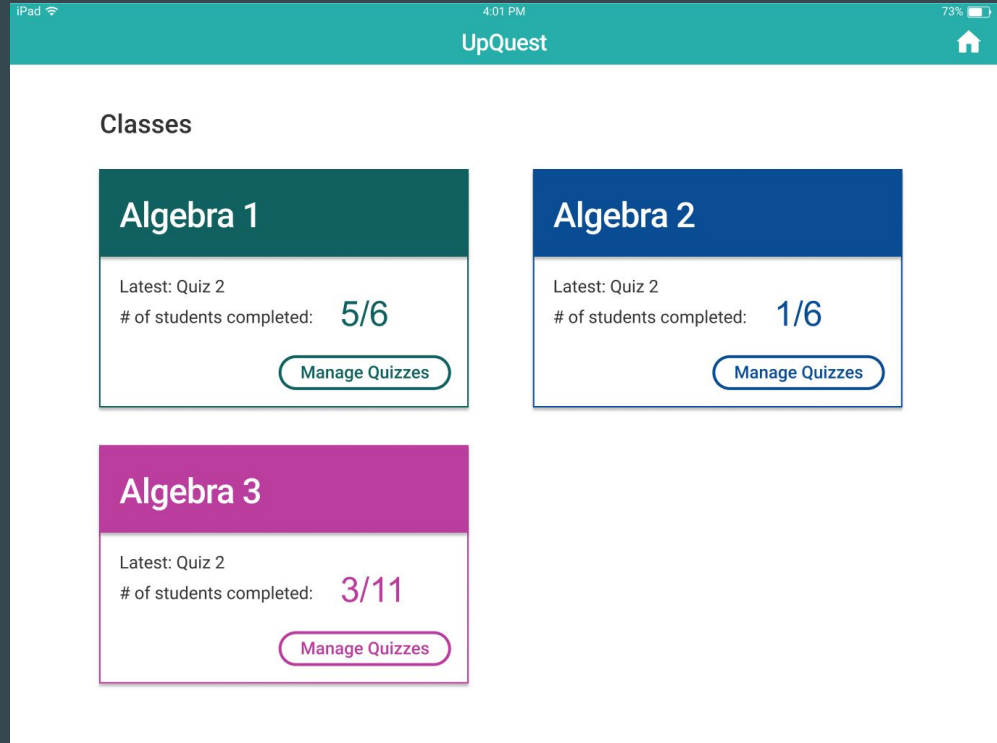 iPad
4:01 PM
73%
UpQuest
Classes
Algebra 1
Latest: Quiz 2
# of students completed: 5/6
Manage Quizzes
Algebra 2
Latest: Quiz 2
# of students completed: 1/6
Manage Quizzes
Algebra 3
Latest: Quiz 2
# of students completed: 3/11
Manage Quizzes